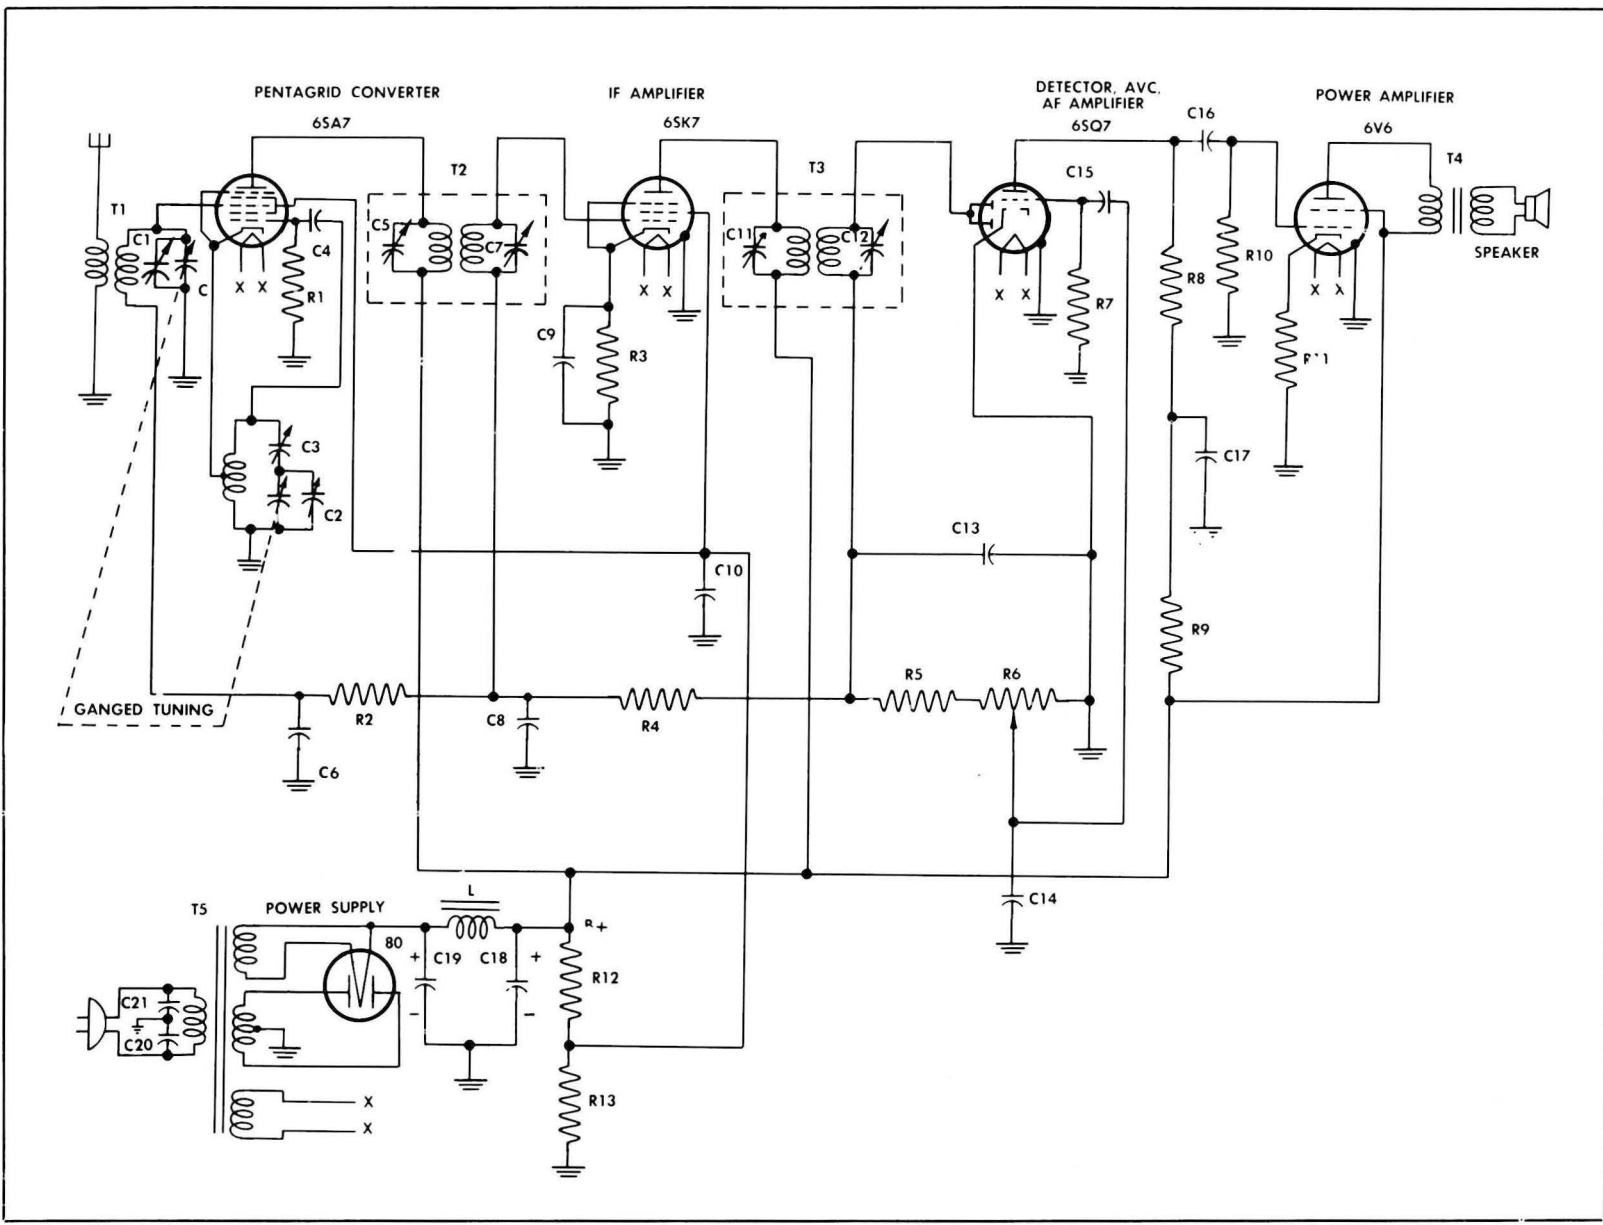 PENTAGRID CONVERTER
6SA7
IF AMPLIFIER
6SK7
DETECTOR, AVC,
AF AMPLIFIER
6SQ7
POWER AMPLIFIER
6V6
C16
T1
C1
C
C4
R1
X X
T2
C5
C7
X X
C9
R3
T3
C11
C12
C15
X X
R7
R8
R10
X X
T4
SPEAKER
C3
C2
C17
C10
C13
R9
GANGED TUNING
R2
C6
C8
R4
R5
R6
C14
T5
POWER SUPPLY
80
L
+
C19
C18
+
-
-
R12
C21
C20
R13
X
X